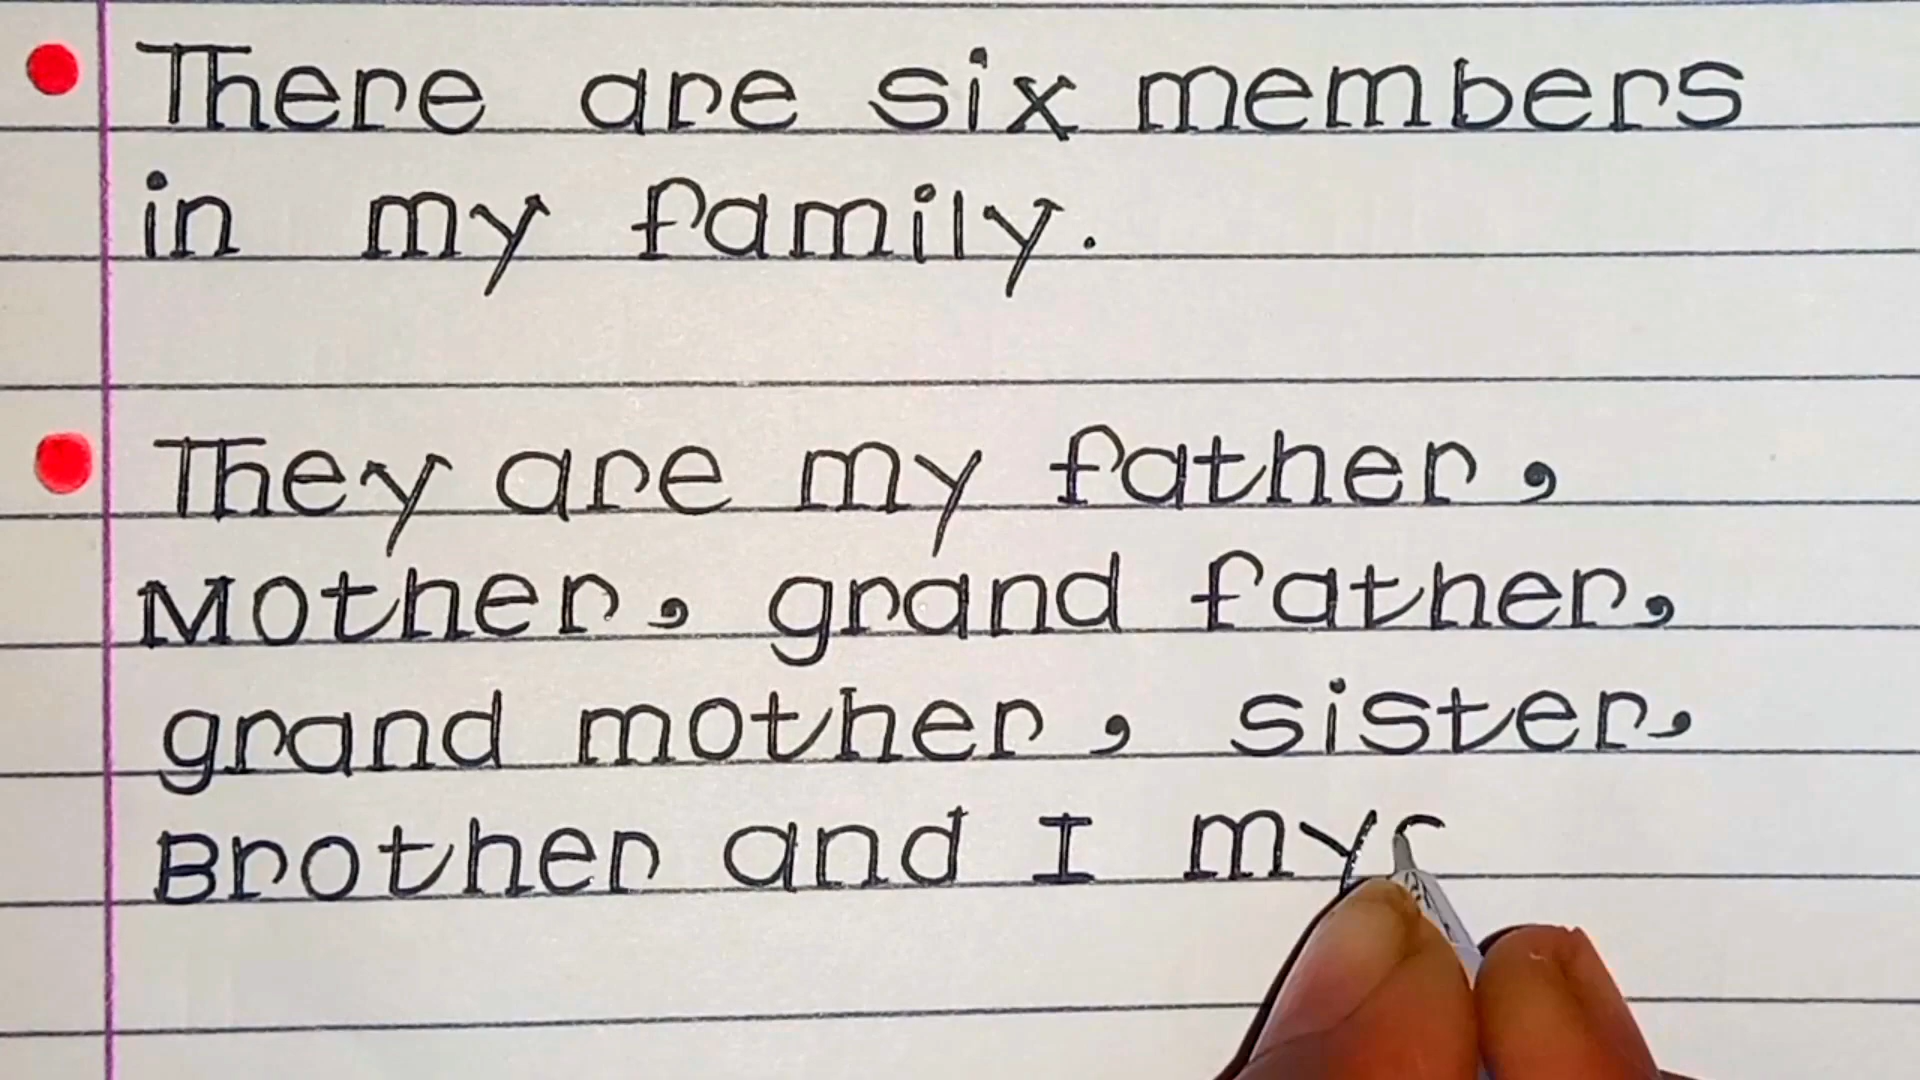 There are six members
in my family.
They are my father,
Mother, grand father,
grand mother, sister,
Brother and I my